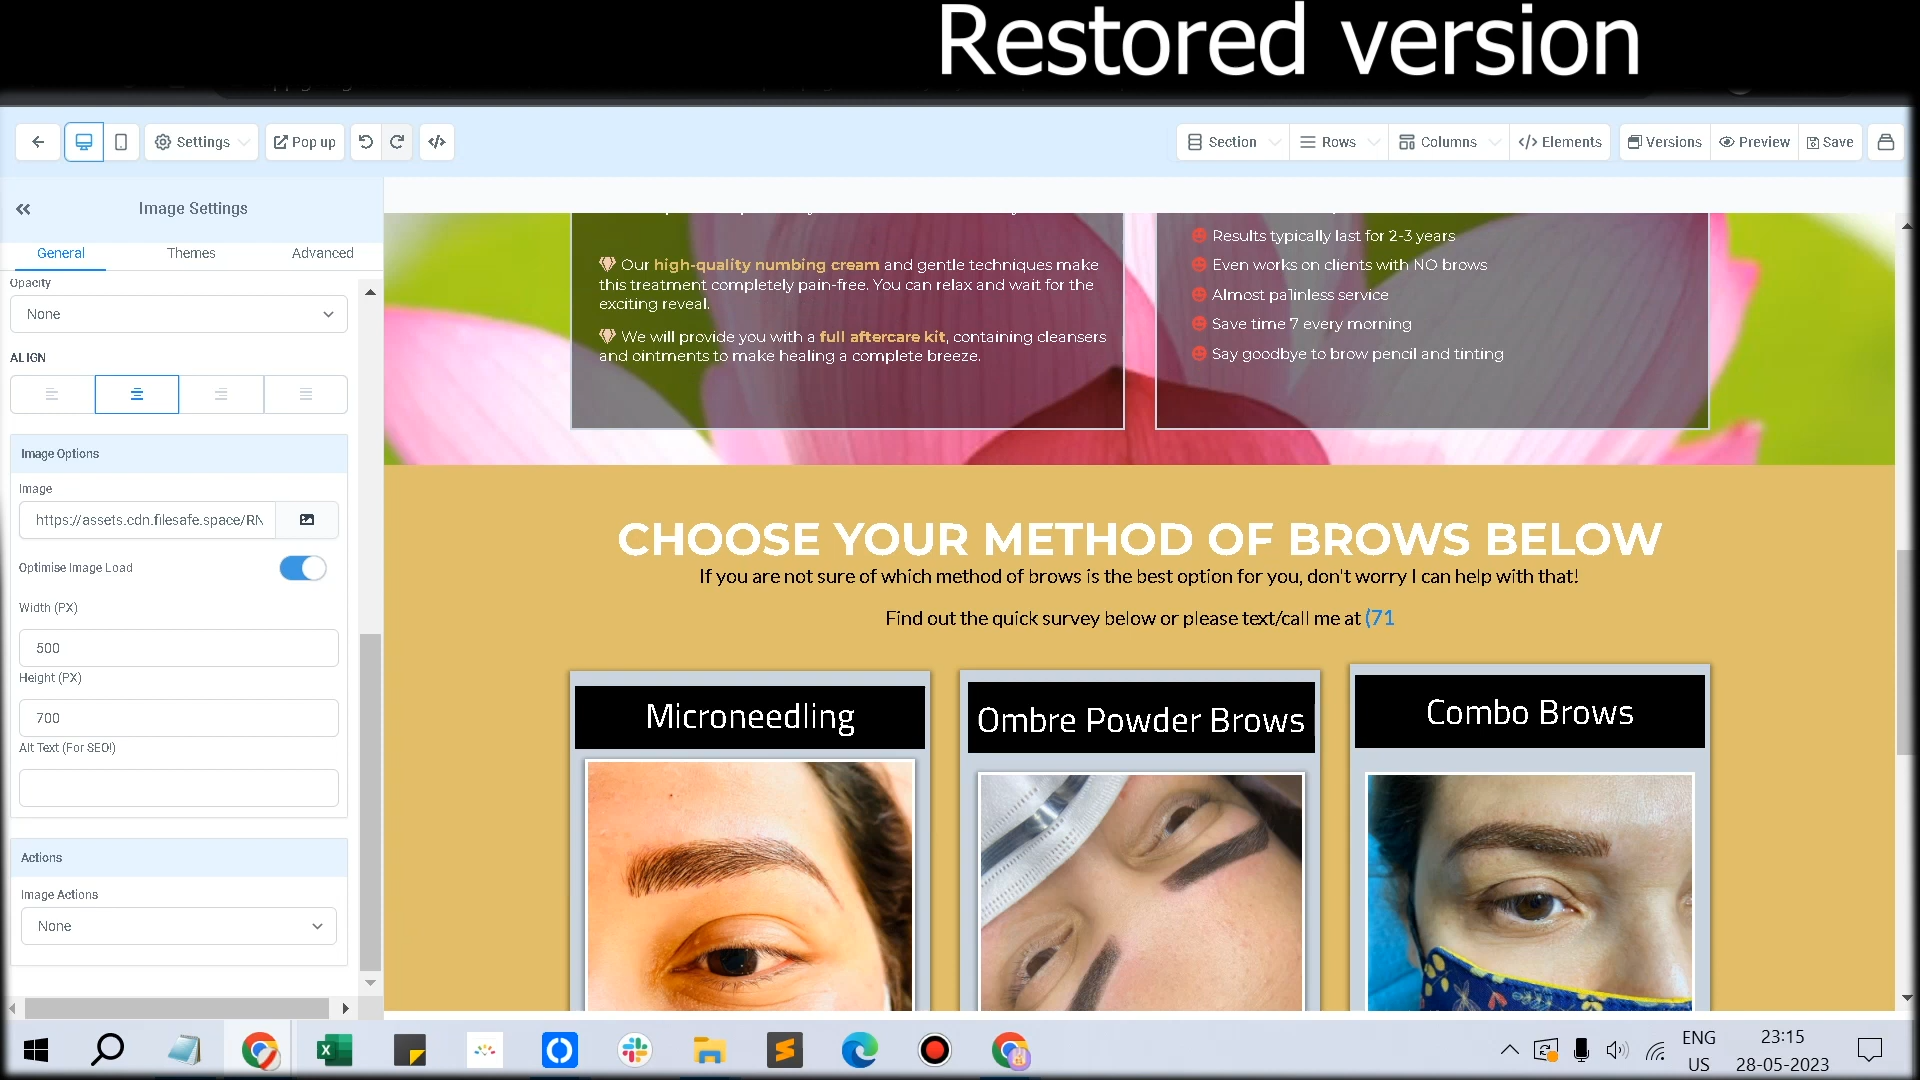 Restored version
Settings
Pop up
Section
Rows
Columns
</> Elements
Versions
Preview
Save
Image Settings
General
Themes
Advanced
Opacity
None
ALIGN
Image Options
Image
https://assets.cdn.filesafe.space/RN
Optimise Image Load
Width (PX)
500
Height (PX)
700
Alt Text (For SEO!)
Actions
Image Actions
None
Our high-quality numbing cream and gentle techniques make
this treatment completely pain-free. You can relax and wait for the
exciting reveal.
We will provide you with a full aftercare kit, containing cleansers
and ointments to make healing a complete breeze.
Results typically last for 2-3 years
Even works on clients with NO brows
Almost pa1inless service
Save time 7 every morning
Say goodbye to brow pencil and tinting
CHOOSE YOUR METHOD OF BROWS BELOW
If you are not sure of which method of brows is the best option for you, don't worry I can help with that!
Find out the quick survey below or please text/call me at (71
Microneedling
Ombre Powder Brows
Combo Brows
ENG
US
23:15
28-05-2023